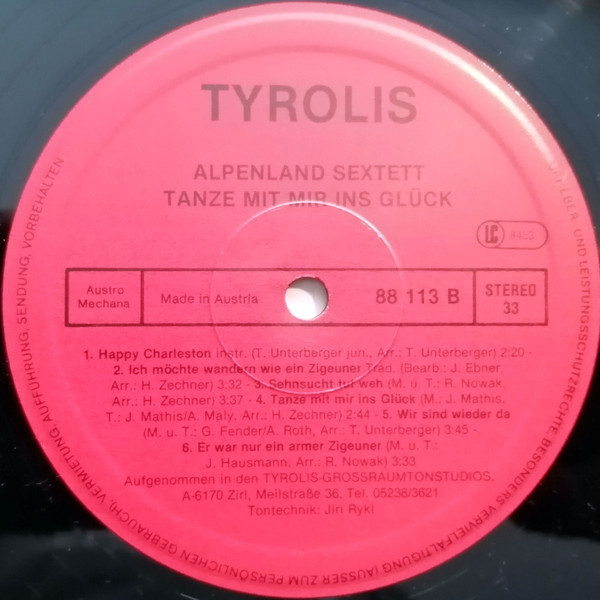 TYROLIS
ALPENLAND SEXTETT
TANZE MIT MIR INS GLÜCK
LC 8453
Austro
Mechana
Made in Austria
88 113 B
STEREO
33
1. Happy Charleston instr. (T. Unterberger jun., Arr.: T. Unterberger) 2:20 -
2. Ich möchte wandern wie ein Zigeuner Trad. (Bearb.: J. Ebner,
Arr.: H. Zechner) 3:32 - 3. Sehnsucht tut weh (M. u. T.: R. Nowak,
Arr.: H. Zechner) 3:37 - 4. Tanze mit mir ins Glück (M.: J. Mathis,
T.: J. Mathis/A. Maly, Arr.: H. Zechner) 2:44 - 5. Wir sind wieder da
(M. u. T.: G. Fender/A. Roth, Arr.: T. Unterberger) 3:45 -
6. Er war nur ein armer Zigeuner (M. u. T.:
J. Hausmann, Arr.: R. Nowak) 3:33
Aufgenommen in den TYROLIS-GROSSRAUMTONSTUDIOS,
A-6170 Zirl, Meilstraße 36, Tel. 05238/3621
Tontechnik: Jiri Rykl
UND LEISTUNGSSCHUTZRECHTE, BESONDERS VERVIELFÄLTIGUNG (AUSSER ZUM PERSÖNLICHEN GEBRAUCH), VERMIETUNG, AUFFÜHRUNG, SENDUNG, VORBEHALTEN